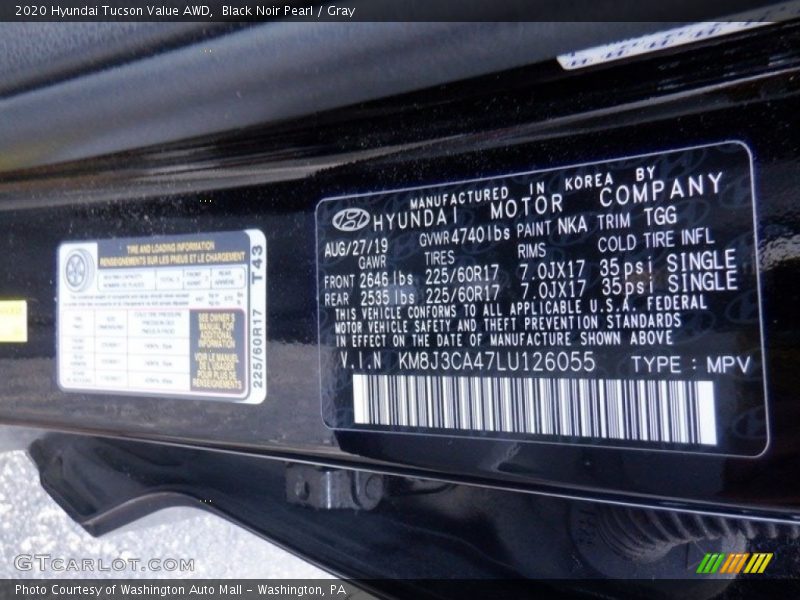 2020 Hyundai Tucson Value AWD, Black Noir Pearl / Gray
MANUFACTURED IN KOREA BY
HYUNDAI MOTOR COMPANY
AUG/27/19 GVWR 4740 lbs PAINT NKA TRIM TGG
GAWR TIRES RIMS COLD TIRE INFL
FRONT 2646 lbs 225/60R17 7.0JX17 35psi SINGLE
REAR 2535 lbs 225/60R17 7.0JX17 35psi SINGLE
THIS VEHICLE CONFORMS TO ALL APPLICABLE U.S.A. FEDERAL
MOTOR VEHICLE SAFETY AND THEFT PREVENTION STANDARDS
IN EFFECT ON THE DATE OF MANUFACTURE SHOWN ABOVE
V.I.N KM8J3CA47LU126055 TYPE : MPV
TIRE AND LOADING INFORMATION
RENSEIGNEMENTS SUR LES PNEUS ET LE CHARGEMENT
SEE OWNER'S
MANUAL FOR
ADDITIONAL
INFORMATION
VOIR LE MANUEL
DE L'USAGER
POUR PLUS DE
RENSEIGNEMENTS
225/60R17 T43
GTCARLOT.COM
Photo Courtesy of Washington Auto Mall - Washington, PA